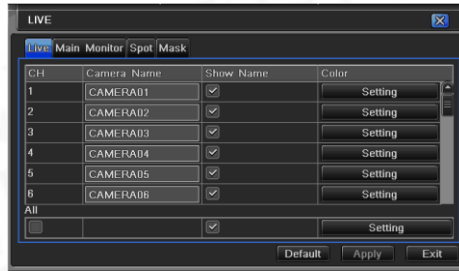 LIVE
Live Main Monitor Spot Mask
CH Camera Name Show Name Color
1 CAMERA01 Setting
2 CAMERA02 Setting
3 CAMERA03 Setting
4 CAMERA04 Setting
5 CAMERA05 Setting
6 CAMERA06 Setting
All
Setting
Default Apply Exit